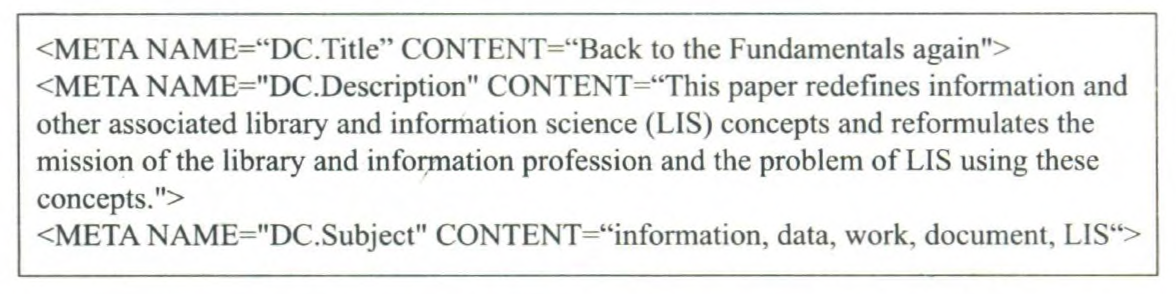 <META NAME=“DC.Title” CONTENT=“Back to the Fundamentals again">
<META NAME="DC.Description" CONTENT=“This paper redefines information and
other associated library and information science (LIS) concepts and reformulates the
mission of the library and information profession and the problem of LIS using these
concepts.">
<META NAME="DC.Subject" CONTENT=“information, data, work, document, LIS“>